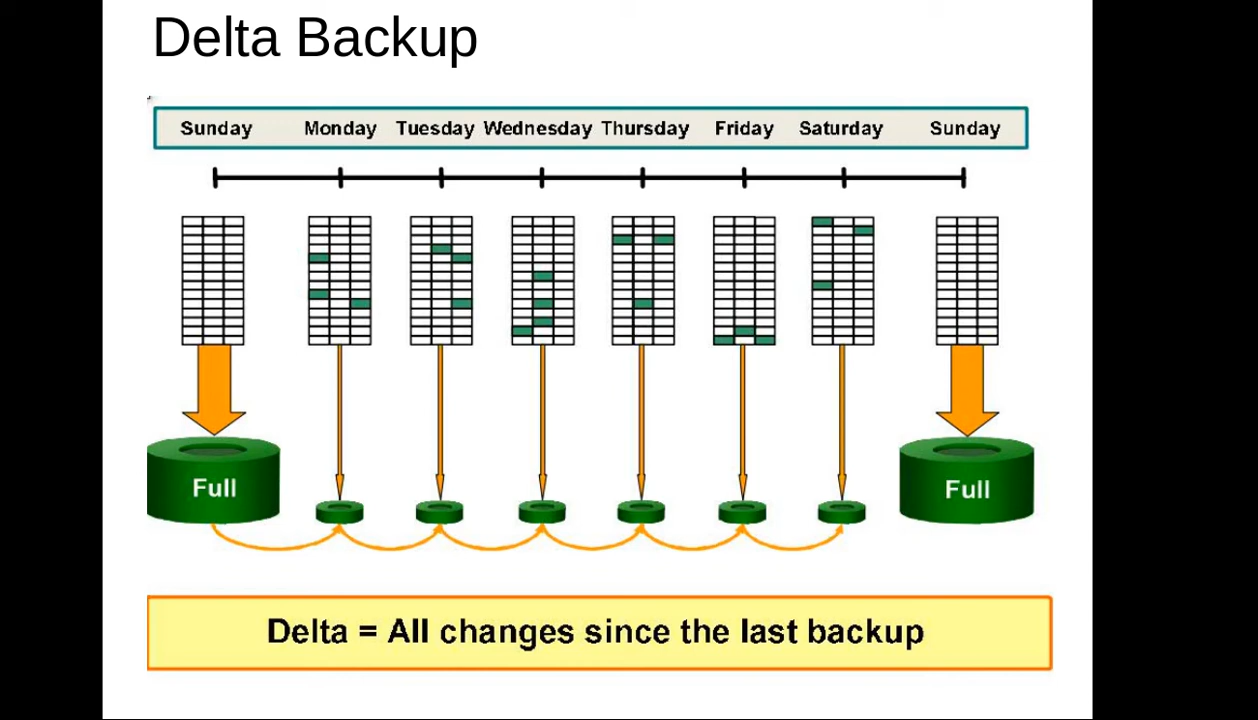 Delta Backup
Sunday Monday Tuesday Wednesday Thursday Friday Saturday Sunday
Full Full
Delta = All changes since the last backup